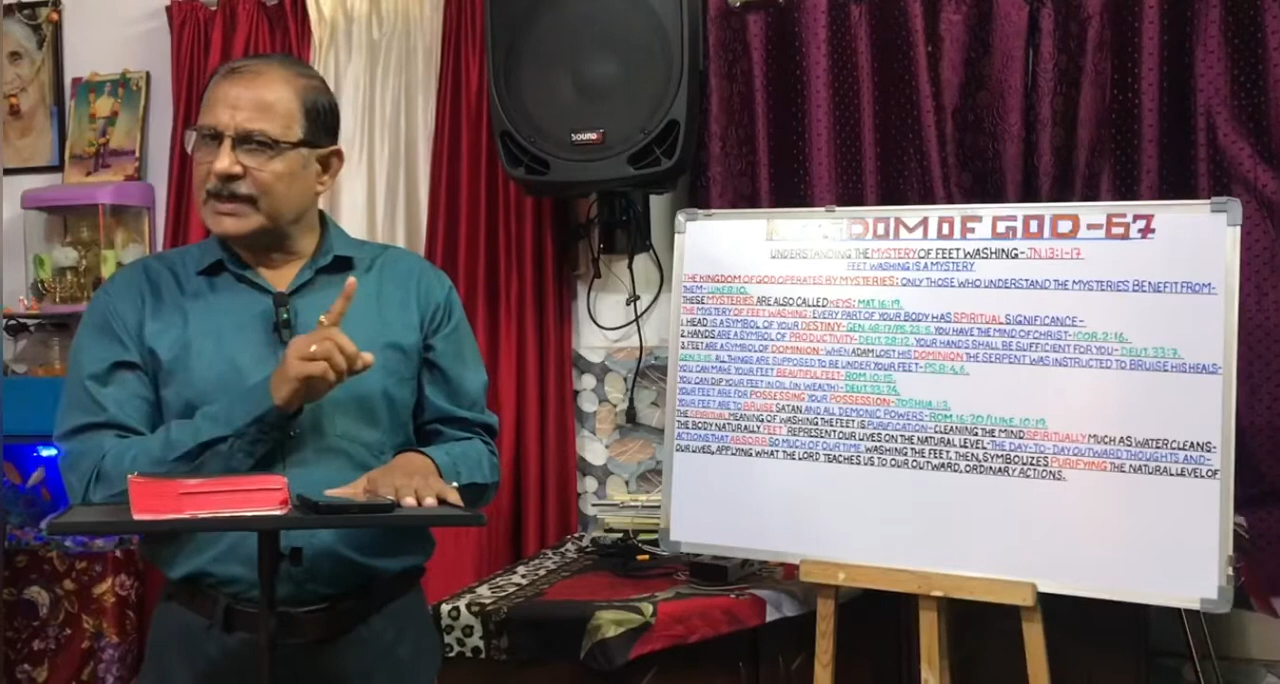 SOUND
DOM OF GOD-67
UNDERSTANDING THE MYSTERY OF FEET WASHING-JN.13:1-17.
FEET WASHING IS A MYSTERY
THE KINGDOM OF GOD OPERATES BY MYSTERIES: ONLY THOSE WHO UNDERSTAND THE MYSTERIES BENEFIT FROM-
THEM-LUKE 8:10.
THESE MYSTERIES ARE ALSO CALLED KEYS: MAT.16:19.
THE MYSTERY OF FEET WASHING: EVERY PART OF YOUR BODY HAS SPIRITUAL SIGNIFICANCE-
1. HEAD IS A SYMBOL OF YOUR DESTINY-GEN.48:17/PS.23:5. YOU HAVE THE MIND OF CHRIST-1COR.2:16.
2. HANDS ARE A SYMBOL OF PRODUCTIVITY-DEUT.28:12. YOUR HANDS SHALL BE SUFFICIENT FOR YOU-DEUT.33:7.
3. FEET ARE A SYMBOL OF DOMINION-WHEN ADAM LOST HIS DOMINION THE SERPENT WAS INSTRUCTED TO BRUISE HIS HEALS-
GEN.3:15. ALL THINGS ARE SUPPOSED TO BE UNDER YOUR FEET-PS.8:4,6.
YOU CAN MAKE YOUR FEET BEAUTIFUL FEET-ROM.10:15.
YOU CAN DIP YOUR FEET IN OIL (IN WEALTH)-DEUT.33:24.
YOUR FEET ARE FOR POSSESSING YOUR POSSESSION-JOSHUA.1:3.
YOUR FEET ARE TO BRUISE SATAN AND ALL DEMONIC POWERS-ROM.16:20/LUKE.10:19.
THE SPIRITUAL MEANING OF WASHING THE FEET IS PURIFICATION-CLEANING THE MIND SPIRITUALLY MUCH AS WATER CLEANS-
THE BODY NATURALLY. FEET REPRESENT OUR LIVES ON THE NATURAL LEVEL-THE DAY-TO-DAY OUTWARD THOUGHTS AND-
ACTIONS THAT ABSORB SO MUCH OF OUR TIME. WASHING THE FEET, THEN, SYMBOLIZES PURIFYING THE NATURAL LEVEL OF
OUR LIVES, APPLYING WHAT THE LORD TEACHES US TO OUR OUTWARD, ORDINARY ACTIONS.